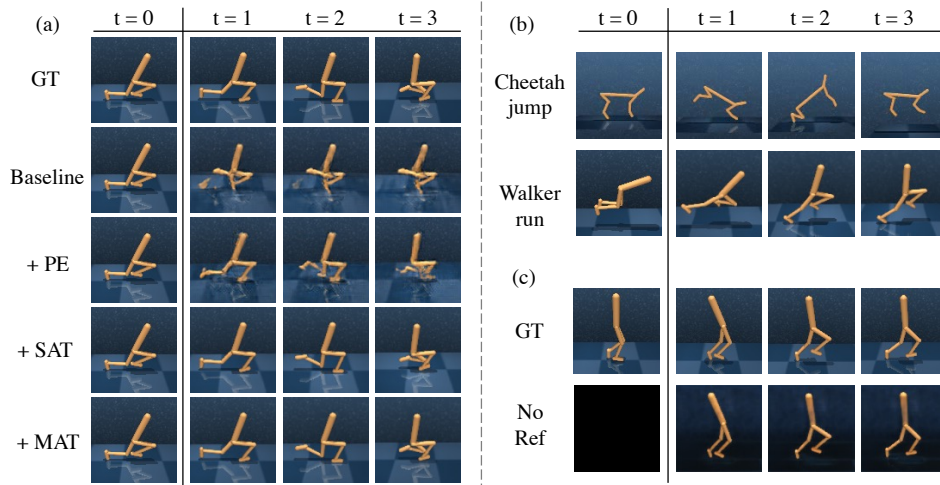 (a)
t = 0 t = 1 t = 2 t = 3
GT
Baseline
+ PE
+ SAT
+ MAT
(b)
t = 0 t = 1 t = 2 t = 3
Cheetah
jump
Walker
run
(c)
GT
No
Ref